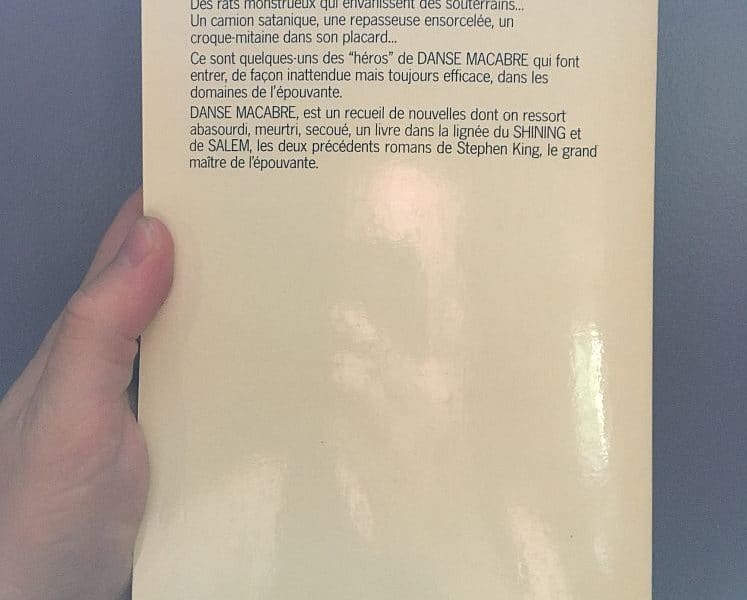 Des rats monstrueux qui envahissent des souterrains...
Un camion satanique, une repasseuse ensorcelée, un
croque-mitaine dans son placard...
Ce sont quelques-uns des “héros” de DANSE MACABRE qui font
entrer, de façon inattendue mais toujours efficace, dans les
domaines de l’épouvante.
DANSE MACABRE, est un recueil de nouvelles dont on ressort
abasourdi, meurtri, secoué, un livre dans la lignée du SHINING et
de SALEM, les deux précédents romans de Stephen King, le grand
maître de l’épouvante.